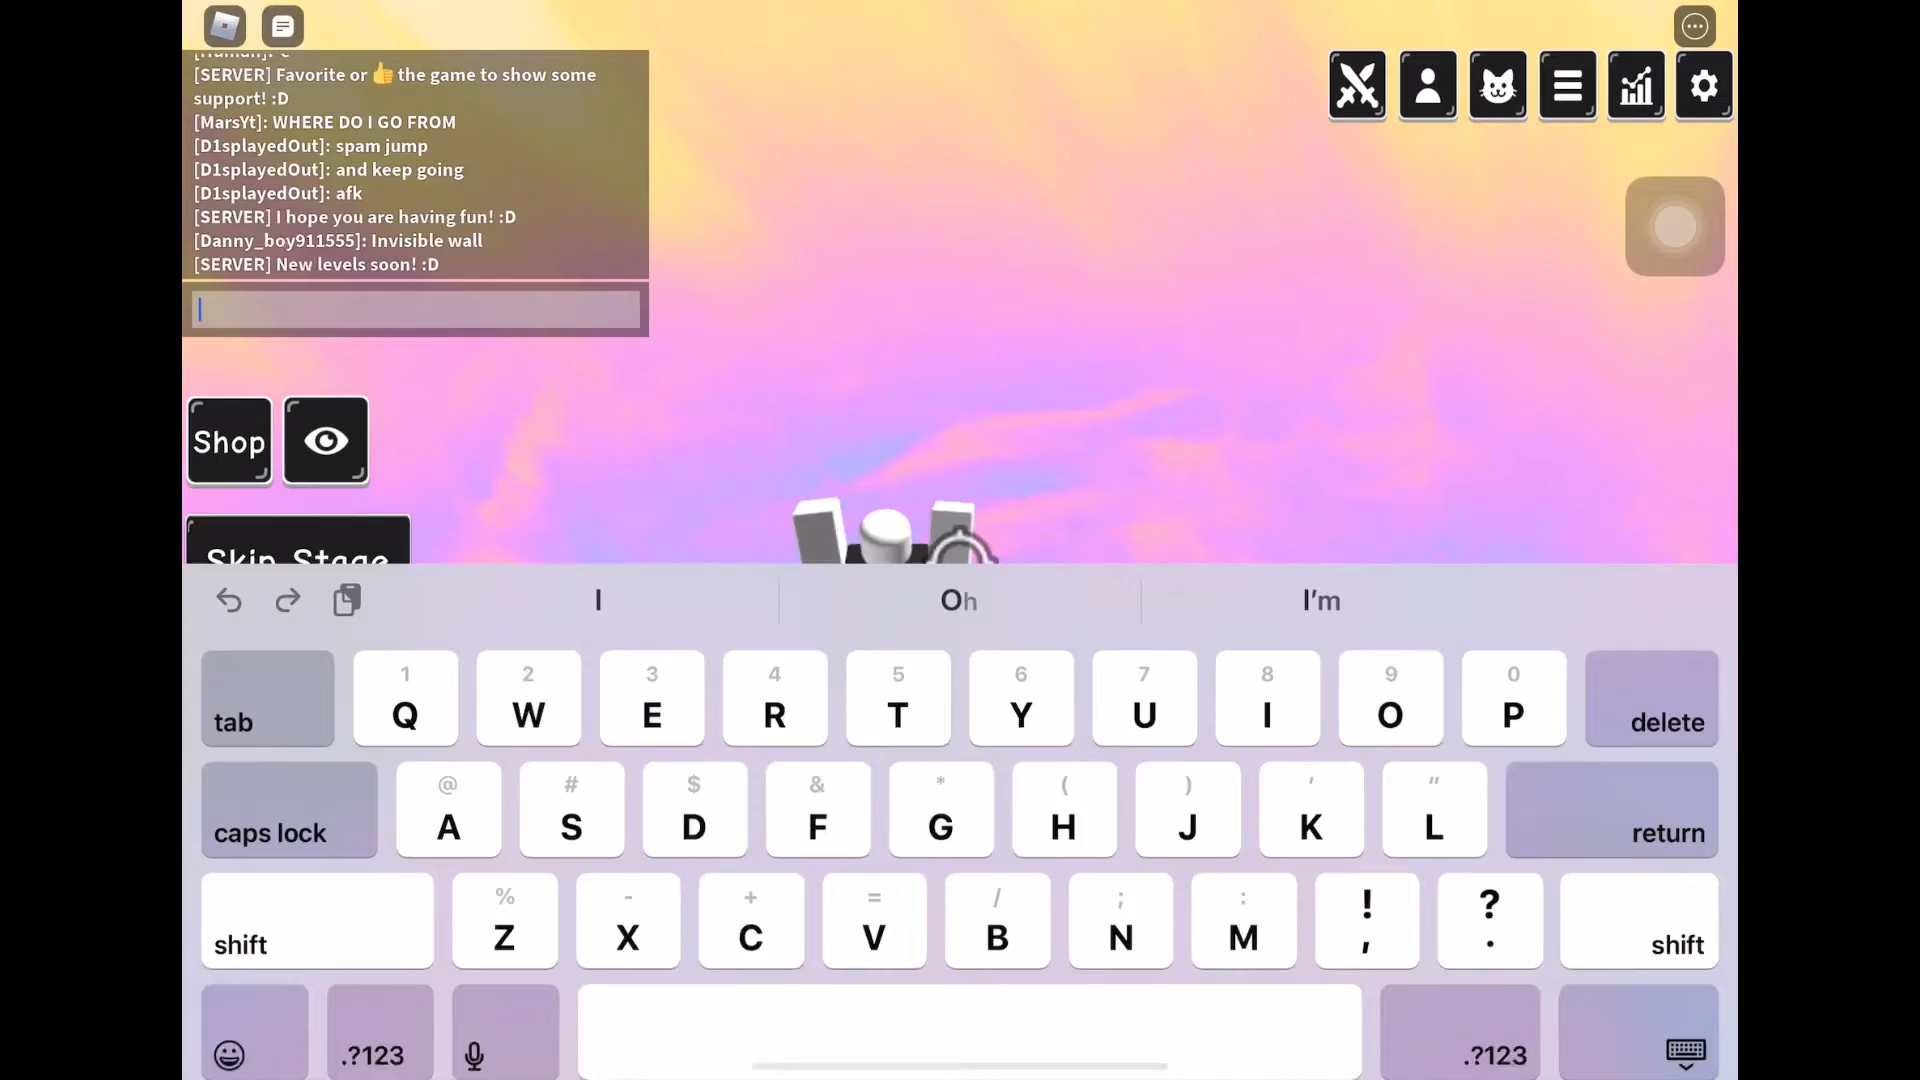 [Human]: c
[SERVER] Favorite or 👍 the game to show some
support! :D
[MarsYt]: WHERE DO I GO FROM
[D1splayedOut]: spam jump
[D1splayedOut]: and keep going
[D1splayedOut]: afk
[SERVER] I hope you are having fun! :D
[Danny_boy911555]: Invisible wall
[SERVER] New levels soon! :D
Shop
Skip Stage
I Oh I'm
1 2 3 4 5 6 7 8 9 0
tab Q W E R T Y U I O P delete
@ # $ & * ( ) ' "
caps lock A S D F G H J K L return
% - + = / ; : ! ?
shift Z X C V B N M , . shift
.?123 .?123